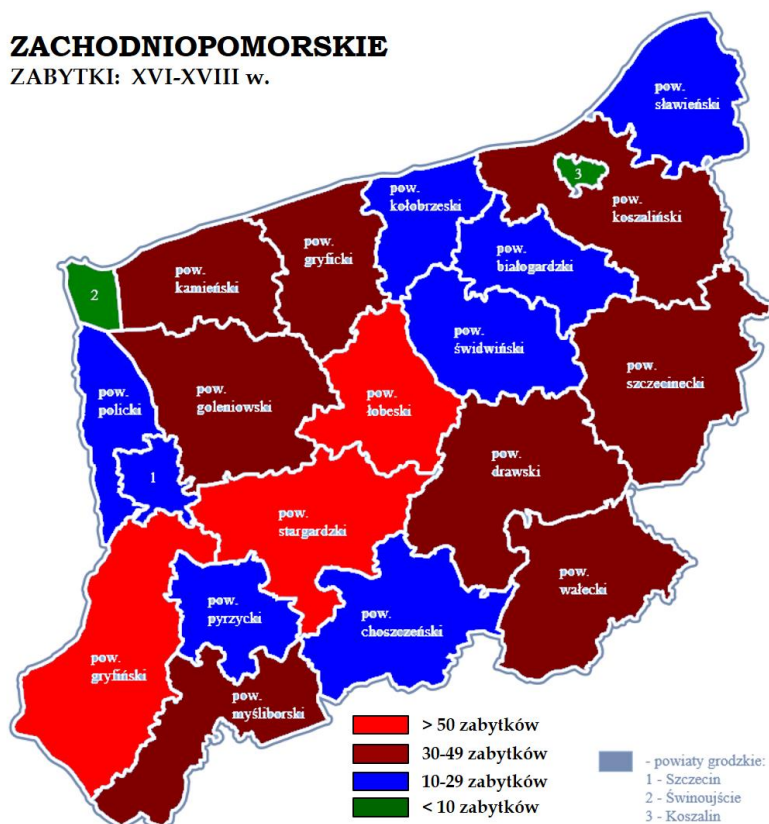 ZACHODNIOPOMORSKIE
ZABYTKI: XVI-XVIII w.
pow.
sławieński
3
pow.
koszaliński
pow.
kołobrzeski
pow.
białogardzki
pow.
gryficki
pow.
kamieński
2
pow.
świdwiński
pow.
szczecinecki
pow.
policki
pow.
goleniowski
pow.
łobeski
1
pow.
drawski
pow.
stargardzki
pow.
wałecki
pow.
pyrzycki
pow.
choszczeński
pow.
gryfiński
pow.
myśliborski
> 50 zabytków
30-49 zabytków
10-29 zabytków
< 10 zabytków
- powiaty grodzkie:
1 - Szczecin
2 - Świnoujście
3 - Koszalin